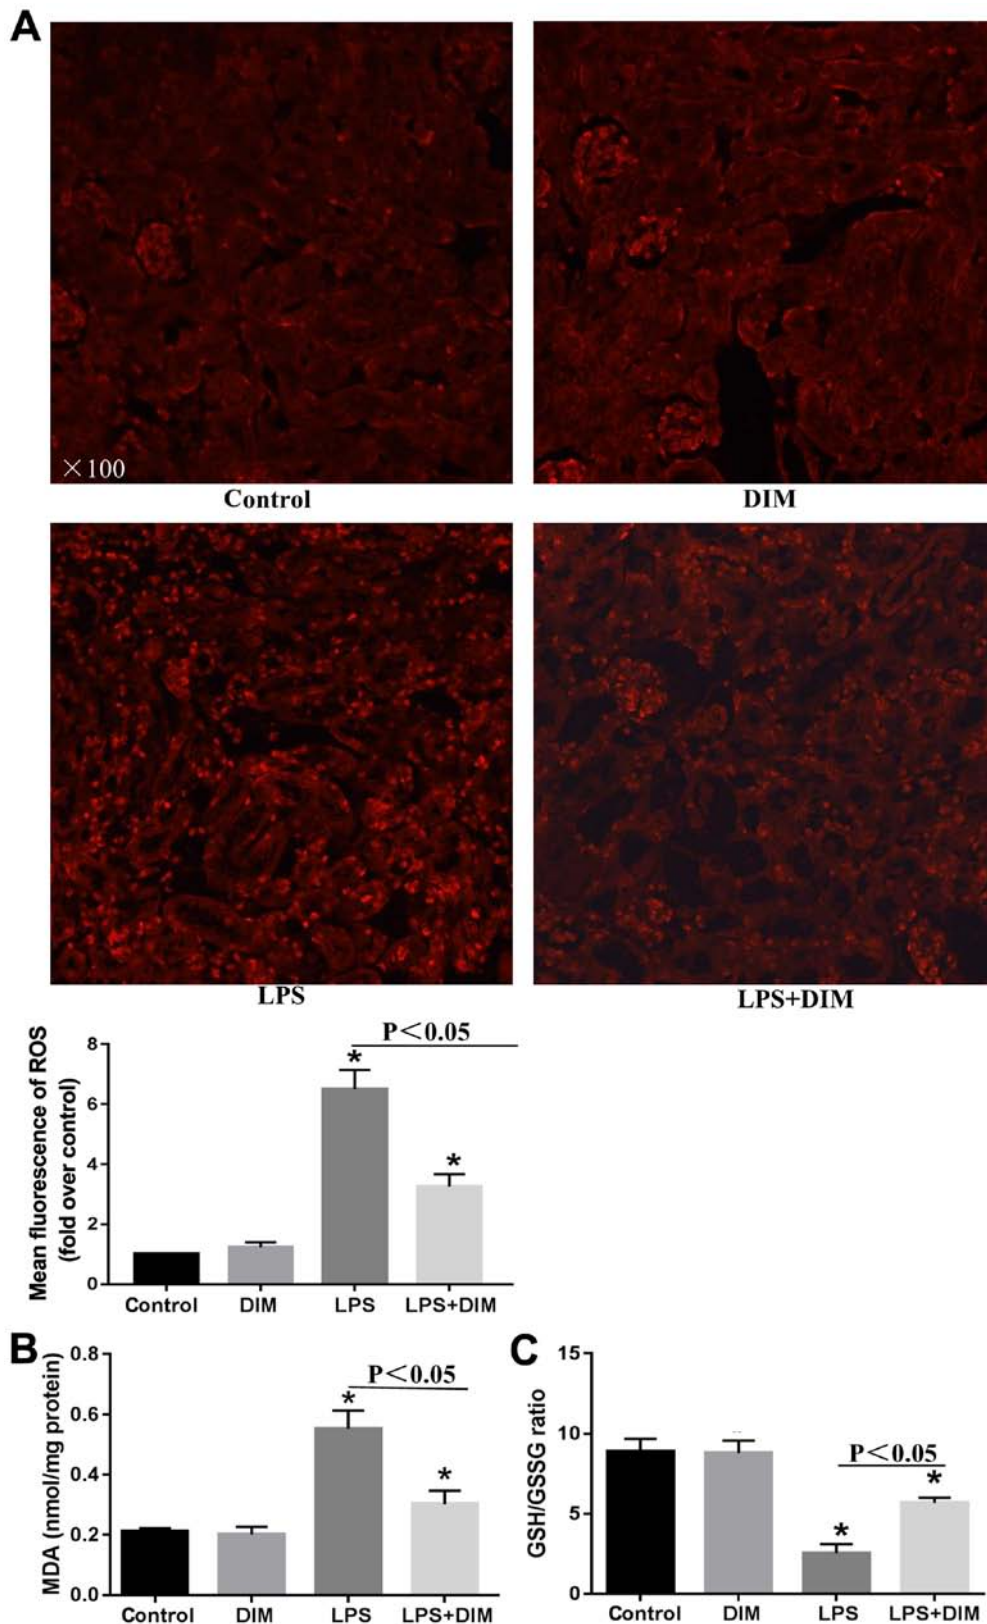 A
×100
Control
DIM
LPS
LPS+DIM
P<0.05
*
*
Mean fluorescence of ROS
(fold over control)
8
6
4
2
0
Control
DIM
LPS
LPS+DIM
B
P<0.05
*
*
MDA (nmol/mg protein)
0.8
0.6
0.4
0.2
0.0
Control
DIM
LPS
LPS+DIM
C
P<0.05
*
*
GSH/GSSG ratio
15
10
5
0
Control
DIM
LPS
LPS+DIM